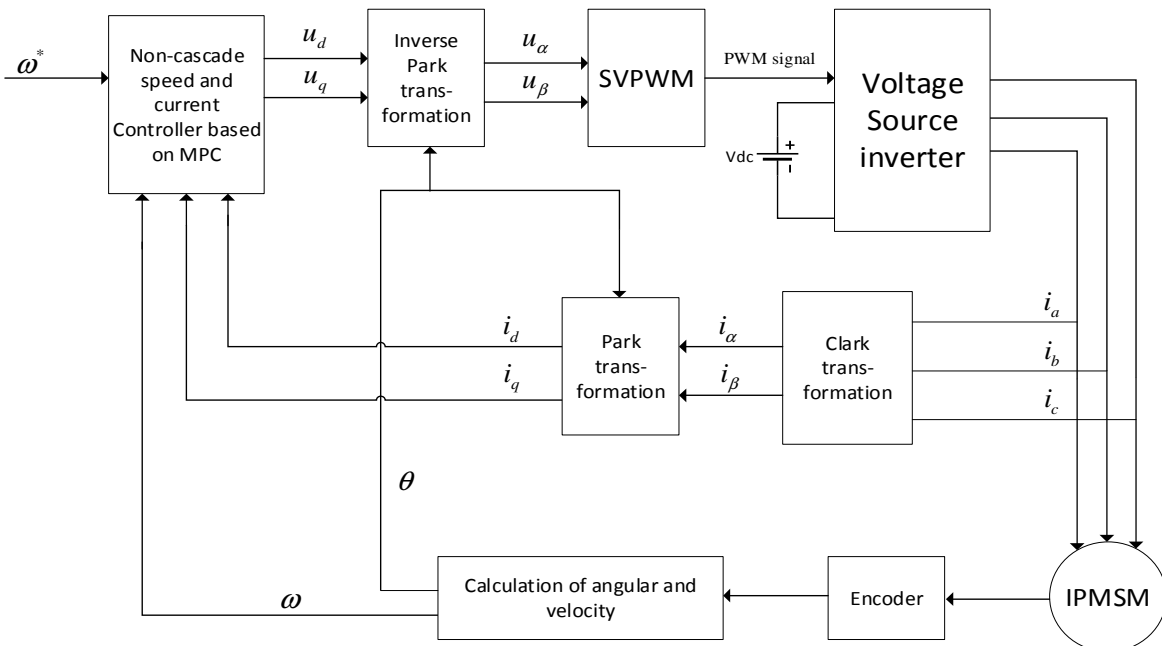 ω*
Non-cascade
speed and
current
Controller based
on MPC
u_d
u_q
Inverse
Park
trans-
formation
u_α
u_β
SVPWM
PWM signal
Voltage
Source
inverter
Vdc
+
-
i_d
i_q
Park
trans-
formation
i_α
i_β
Clark
trans-
formation
i_a
i_b
i_c
θ
ω
Calculation of angular and
velocity
Encoder
IPMSM